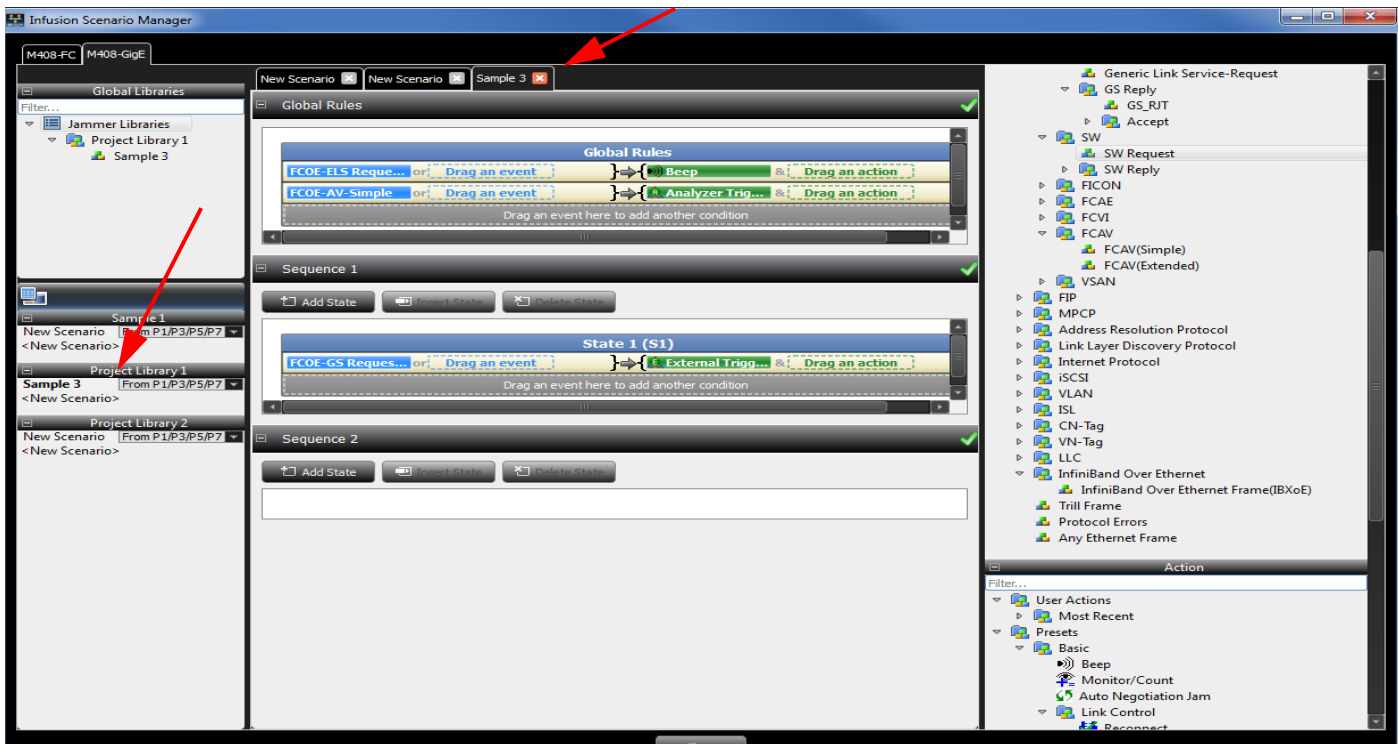 Infusion Scenario Manager
M408-FC M408-GigE
Global Libraries
Filter...
Jammer Libraries
Project Library 1
Sample 3
Sample 1
New Scenario From P1/P3/P5/P7
<New Scenario>
Project Library 1
Sample 3 From P1/P3/P5/P7
<New Scenario>
Project Library 2
New Scenario From P1/P3/P5/P7
<New Scenario>
New Scenario New Scenario Sample 3
Global Rules
Global Rules
FCOE-ELS Reque... or Drag an event }⇒{ Beep & Drag an action
FCOE-AV-Simple or Drag an event }⇒{ Analyzer Trig... & Drag an action
Drag an event here to add another condition
Sequence 1
Add State Insert State Delete State
State 1 (S1)
FCOE-GS Reques... or Drag an event }⇒{ External Trigg... & Drag an action
Drag an event here to add another condition
Sequence 2
Add State Insert State Delete State
Generic Link Service-Request
GS Reply
GS_RJT
Accept
SW
SW Request
SW Reply
FICON
FCAE
FCVI
FCAV
FCAV(Simple)
FCAV(Extended)
VSAN
FIP
MPCP
Address Resolution Protocol
Link Layer Discovery Protocol
Internet Protocol
iSCSI
VLAN
ISL
CN-Tag
VN-Tag
LLC
InfiniBand Over Ethernet
InfiniBand Over Ethernet Frame(IBXoE)
Trill Frame
Protocol Errors
Any Ethernet Frame
Action
Filter...
User Actions
Most Recent
Presets
Basic
Beep
Monitor/Count
Auto Negotiation Jam
Link Control
Reconnect